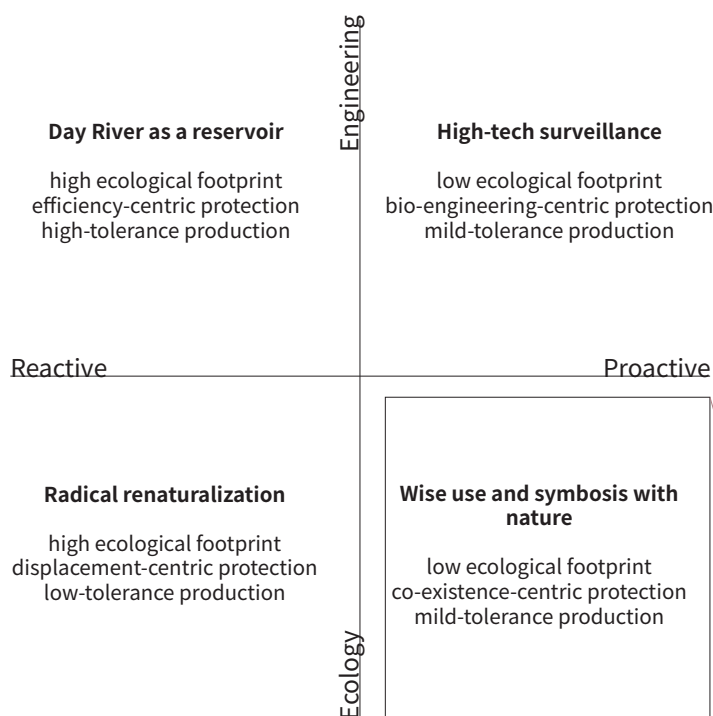 Engineering
Day River as a reservoir
high ecological footprint
efficiency-centric protection
high-tolerance production
High-tech surveillance
low ecological footprint
bio-engineering-centric protection
mild-tolerance production
Reactive
Proactive
Radical renaturalization
high ecological footprint
displacement-centric protection
low-tolerance production
Wise use and symbosis with
nature
low ecological footprint
co-existence-centric protection
mild-tolerance production
Ecology